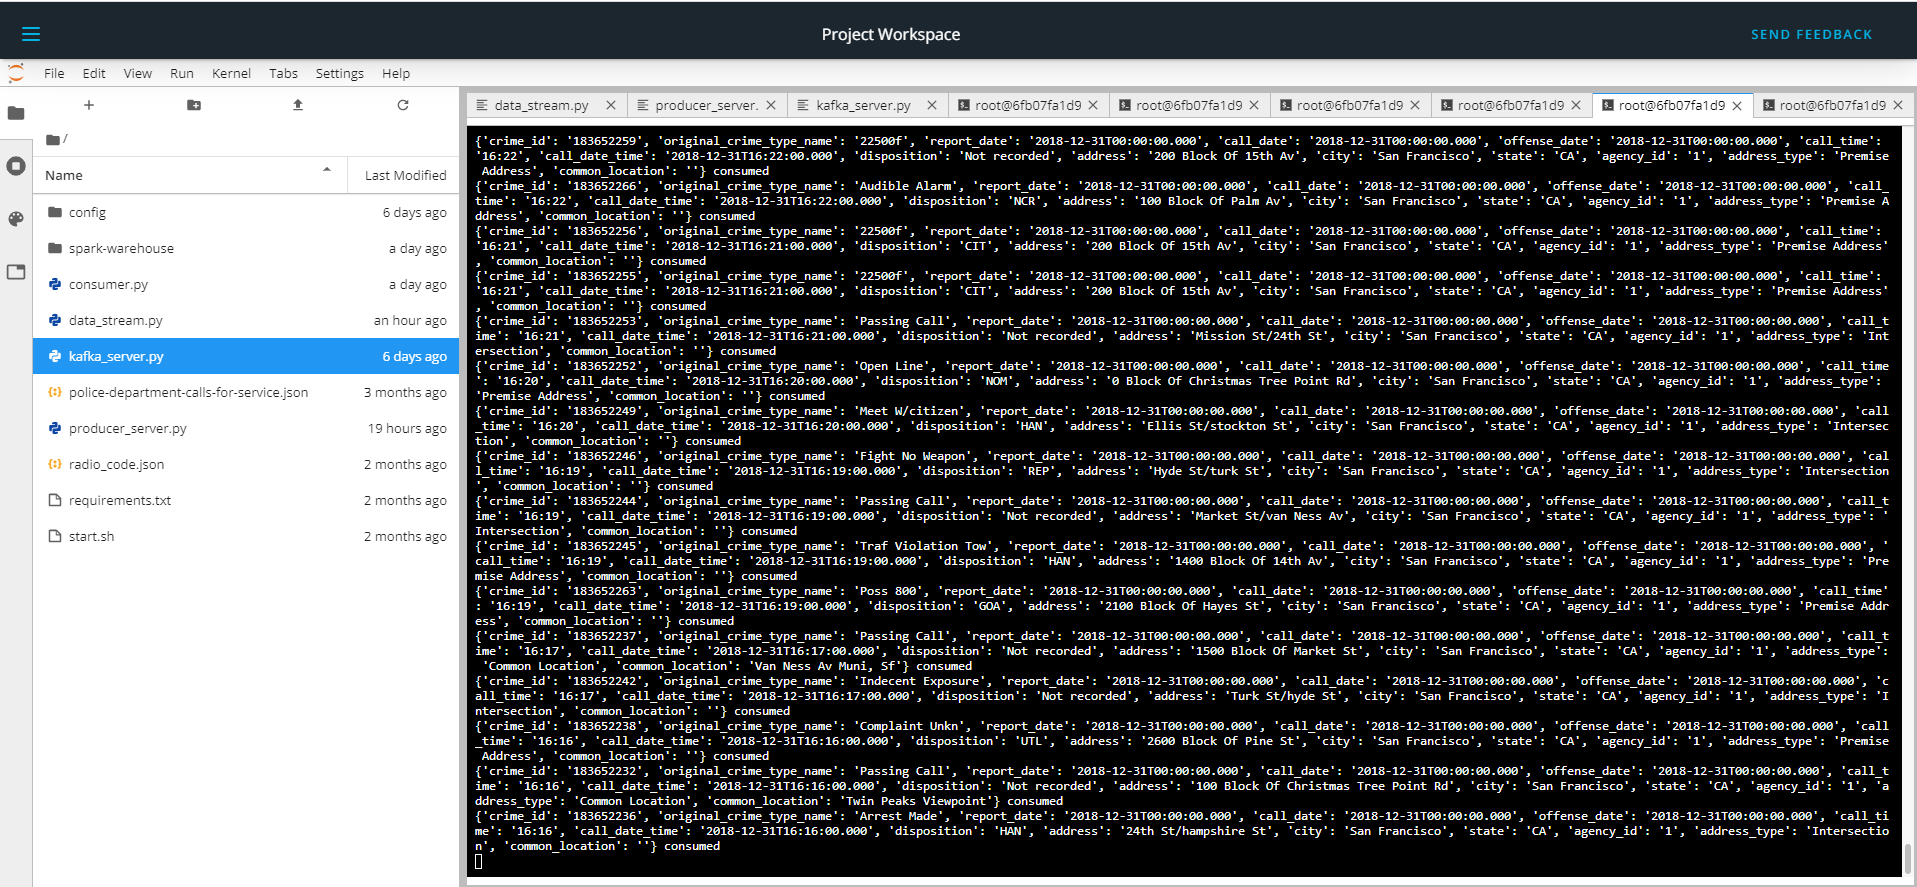 Project Workspace
SEND FEEDBACK
File Edit View Run Kernel Tabs Settings Help
data_stream.py
producer_server.
kafka_server.py
root@6fb07fa1d9
root@6fb07fa1d9
root@6fb07fa1d9
root@6fb07fa1d9
root@6fb07fa1d9
root@6fb07fa1d9
/
Name Last Modified
config 6 days ago
spark-warehouse a day ago
consumer.py a day ago
data_stream.py an hour ago
kafka_server.py 6 days ago
police-department-calls-for-service.json 3 months ago
producer_server.py 19 hours ago
radio_code.json 2 months ago
requirements.txt 2 months ago
start.sh 2 months ago
{'crime_id': '183652259', 'original_crime_type_name': '22500f', 'report_date': '2018-12-31T00:00:00.000', 'call_date': '2018-12-31T00:00:00.000', 'offense_date': '2018-12-31T00:00:00.000', 'call_time':
'16:22', 'call_date_time': '2018-12-31T16:22:00.000', 'disposition': 'Not recorded', 'address': '200 Block Of 15th Av', 'city': 'San Francisco', 'state': 'CA', 'agency_id': '1', 'address_type': 'Premise
Address', 'common_location': ''} consumed
{'crime_id': '183652266', 'original_crime_type_name': 'Audible Alarm', 'report_date': '2018-12-31T00:00:00.000', 'call_date': '2018-12-31T00:00:00.000', 'offense_date': '2018-12-31T00:00:00.000', 'call_
time': '16:22', 'call_date_time': '2018-12-31T16:22:00.000', 'disposition': 'NCR', 'address': '100 Block Of Palm Av', 'city': 'San Francisco', 'state': 'CA', 'agency_id': '1', 'address_type': 'Premise A
ddress', 'common_location': ''} consumed
{'crime_id': '183652256', 'original_crime_type_name': '22500f', 'report_date': '2018-12-31T00:00:00.000', 'call_date': '2018-12-31T00:00:00.000', 'offense_date': '2018-12-31T00:00:00.000', 'call_time':
'16:21', 'call_date_time': '2018-12-31T16:21:00.000', 'disposition': 'CIT', 'address': '200 Block Of 15th Av', 'city': 'San Francisco', 'state': 'CA', 'agency_id': '1', 'address_type': 'Premise Address'
, 'common_location': ''} consumed
{'crime_id': '183652255', 'original_crime_type_name': '22500f', 'report_date': '2018-12-31T00:00:00.000', 'call_date': '2018-12-31T00:00:00.000', 'offense_date': '2018-12-31T00:00:00.000', 'call_time':
'16:21', 'call_date_time': '2018-12-31T16:21:00.000', 'disposition': 'CIT', 'address': '200 Block Of 15th Av', 'city': 'San Francisco', 'state': 'CA', 'agency_id': '1', 'address_type': 'Premise Address'
, 'common_location': ''} consumed
{'crime_id': '183652253', 'original_crime_type_name': 'Passing Call', 'report_date': '2018-12-31T00:00:00.000', 'call_date': '2018-12-31T00:00:00.000', 'offense_date': '2018-12-31T00:00:00.000', 'call_t
ime': '16:21', 'call_date_time': '2018-12-31T16:21:00.000', 'disposition': 'Not recorded', 'address': 'Mission St/24th St', 'city': 'San Francisco', 'state': 'CA', 'agency_id': '1', 'address_type': 'Int
ersection', 'common_location': ''} consumed
{'crime_id': '183652252', 'original_crime_type_name': 'Open Line', 'report_date': '2018-12-31T00:00:00.000', 'call_date': '2018-12-31T00:00:00.000', 'offense_date': '2018-12-31T00:00:00.000', 'call_time
': '16:20', 'call_date_time': '2018-12-31T16:20:00.000', 'disposition': 'NOM', 'address': '0 Block Of Christmas Tree Point Rd', 'city': 'San Francisco', 'state': 'CA', 'agency_id': '1', 'address_type':
'Premise Address', 'common_location': ''} consumed
{'crime_id': '183652249', 'original_crime_type_name': 'Meet W/citizen', 'report_date': '2018-12-31T00:00:00.000', 'call_date': '2018-12-31T00:00:00.000', 'offense_date': '2018-12-31T00:00:00.000', 'call
_time': '16:20', 'call_date_time': '2018-12-31T16:20:00.000', 'disposition': 'HAN', 'address': 'Ellis St/stockton St', 'city': 'San Francisco', 'state': 'CA', 'agency_id': '1', 'address_type': 'Intersec
tion', 'common_location': ''} consumed
{'crime_id': '183652246', 'original_crime_type_name': 'Fight No Weapon', 'report_date': '2018-12-31T00:00:00.000', 'call_date': '2018-12-31T00:00:00.000', 'offense_date': '2018-12-31T00:00:00.000', 'cal
l_time': '16:19', 'call_date_time': '2018-12-31T16:19:00.000', 'disposition': 'REP', 'address': 'Hyde St/turk St', 'city': 'San Francisco', 'state': 'CA', 'agency_id': '1', 'address_type': 'Intersection
', 'common_location': ''} consumed
{'crime_id': '183652244', 'original_crime_type_name': 'Passing Call', 'report_date': '2018-12-31T00:00:00.000', 'call_date': '2018-12-31T00:00:00.000', 'offense_date': '2018-12-31T00:00:00.000', 'call_t
ime': '16:19', 'call_date_time': '2018-12-31T16:19:00.000', 'disposition': 'Not recorded', 'address': 'Market St/van Ness Av', 'city': 'San Francisco', 'state': 'CA', 'agency_id': '1', 'address_type': '
Intersection', 'common_location': ''} consumed
{'crime_id': '183652245', 'original_crime_type_name': 'Traf Violation Tow', 'report_date': '2018-12-31T00:00:00.000', 'call_date': '2018-12-31T00:00:00.000', 'offense_date': '2018-12-31T00:00:00.000', '
call_time': '16:19', 'call_date_time': '2018-12-31T16:19:00.000', 'disposition': 'HAN', 'address': '1400 Block Of 14th Av', 'city': 'San Francisco', 'state': 'CA', 'agency_id': '1', 'address_type': 'Pre
mise Address', 'common_location': ''} consumed
{'crime_id': '183652263', 'original_crime_type_name': 'Poss 800', 'report_date': '2018-12-31T00:00:00.000', 'call_date': '2018-12-31T00:00:00.000', 'offense_date': '2018-12-31T00:00:00.000', 'call_time'
: '16:19', 'call_date_time': '2018-12-31T16:19:00.000', 'disposition': 'GOA', 'address': '2100 Block Of Hayes St', 'city': 'San Francisco', 'state': 'CA', 'agency_id': '1', 'address_type': 'Premise Addr
ess', 'common_location': ''} consumed
{'crime_id': '183652237', 'original_crime_type_name': 'Passing Call', 'report_date': '2018-12-31T00:00:00.000', 'call_date': '2018-12-31T00:00:00.000', 'offense_date': '2018-12-31T00:00:00.000', 'call_t
ime': '16:17', 'call_date_time': '2018-12-31T16:17:00.000', 'disposition': 'Not recorded', 'address': '1500 Block Of Market St', 'city': 'San Francisco', 'state': 'CA', 'agency_id': '1', 'address_type':
'Common Location', 'common_location': 'Van Ness Av Muni, Sf'} consumed
{'crime_id': '183652242', 'original_crime_type_name': 'Indecent Exposure', 'report_date': '2018-12-31T00:00:00.000', 'call_date': '2018-12-31T00:00:00.000', 'offense_date': '2018-12-31T00:00:00.000', 'c
all_time': '16:17', 'call_date_time': '2018-12-31T16:17:00.000', 'disposition': 'Not recorded', 'address': 'Turk St/hyde St', 'city': 'San Francisco', 'state': 'CA', 'agency_id': '1', 'address_type': 'I
ntersection', 'common_location': ''} consumed
{'crime_id': '183652238', 'original_crime_type_name': 'Complaint Unkn', 'report_date': '2018-12-31T00:00:00.000', 'call_date': '2018-12-31T00:00:00.000', 'offense_date': '2018-12-31T00:00:00.000', 'call
_time': '16:16', 'call_date_time': '2018-12-31T16:16:00.000', 'disposition': 'UTL', 'address': '2600 Block Of Pine St', 'city': 'San Francisco', 'state': 'CA', 'agency_id': '1', 'address_type': 'Premise
Address', 'common_location': ''} consumed
{'crime_id': '183652232', 'original_crime_type_name': 'Passing Call', 'report_date': '2018-12-31T00:00:00.000', 'call_date': '2018-12-31T00:00:00.000', 'offense_date': '2018-12-31T00:00:00.000', 'call_t
ime': '16:16', 'call_date_time': '2018-12-31T16:16:00.000', 'disposition': 'Not recorded', 'address': '100 Block Of Christmas Tree Point Rd', 'city': 'San Francisco', 'state': 'CA', 'agency_id': '1', 'a
ddress_type': 'Common Location', 'common_location': 'Twin Peaks Viewpoint'} consumed
{'crime_id': '183652236', 'original_crime_type_name': 'Arrest Made', 'report_date': '2018-12-31T00:00:00.000', 'call_date': '2018-12-31T00:00:00.000', 'offense_date': '2018-12-31T00:00:00.000', 'call_ti
me': '16:16', 'call_date_time': '2018-12-31T16:16:00.000', 'disposition': 'HAN', 'address': '24th St/hampshire St', 'city': 'San Francisco', 'state': 'CA', 'agency_id': '1', 'address_type': 'Intersectio
n', 'common_location': ''} consumed